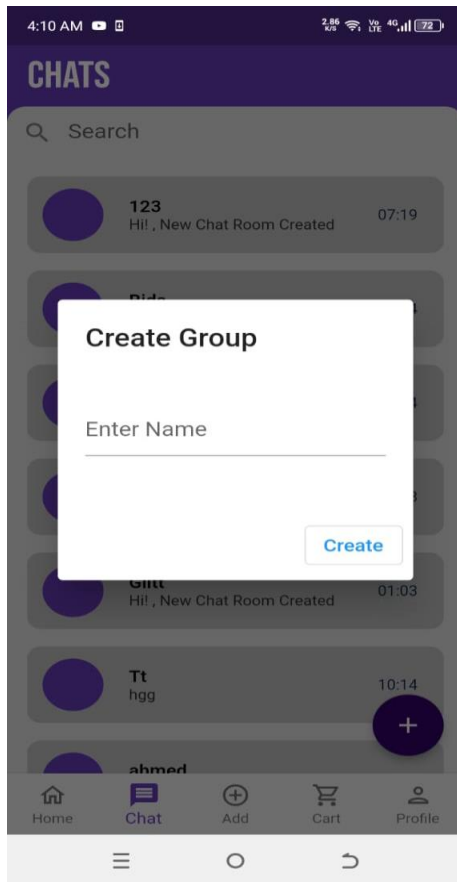 4:10 AM
2.86 K/S Vo LTE 4G 72
CHATS
Search
123
Hi! , New Chat Room Created
07:19
Create Group
Enter Name
Create
Hi! , New Chat Room Created
01:03
Tt
hgg
10:14
+
ahmed
Home Chat Add Cart Profile